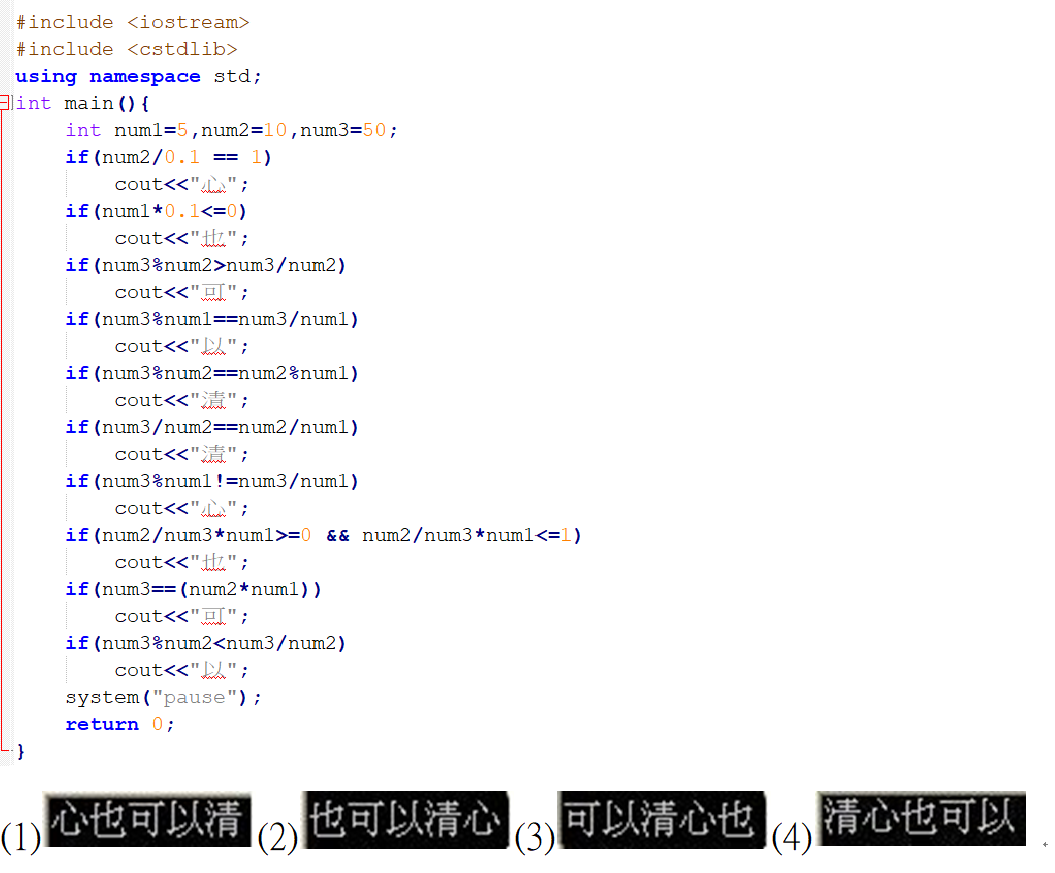 #include <iostream>
#include <cstdlib>
using namespace std;
int main(){
    int num1=5,num2=10,num3=50;
    if(num2/0.1 == 1)
        cout<<"心";
    if(num1*0.1<=0)
        cout<<"也";
    if(num3%num2>num3/num2)
        cout<<"可";
    if(num3%num1==num3/num1)
        cout<<"以";
    if(num3%num2==num2%num1)
        cout<<"清";
    if(num3/num2==num2/num1)
        cout<<"清";
    if(num3%num1!=num3/num1)
        cout<<"心";
    if(num2/num3*num1>=0 && num2/num3*num1<=1)
        cout<<"也";
    if(num3==(num2*num1))
        cout<<"可";
    if(num3%num2<num3/num2)
        cout<<"以";
    system("pause");
    return 0;
}
(1) 心也可以清 (2) 也可以清心 (3) 可以清心也 (4) 清心也可以